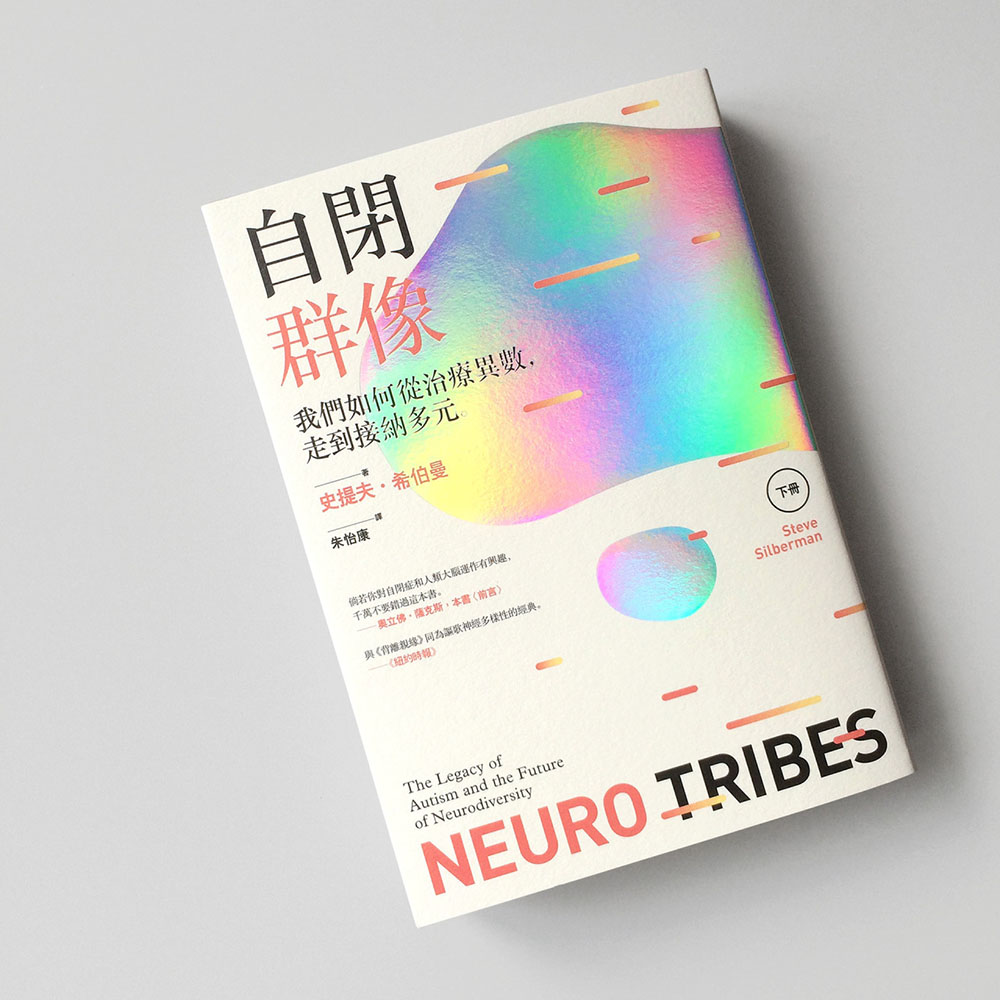 自閉
群像
我們如何從治療異數，
走到接納多元。
著
史提夫・希伯曼
譯
朱怡康
下冊
Steve
Silberman
倘若你對自閉症和人類大腦運作有興趣，
千萬不要錯過這本書。
——奧立佛・薩克斯，本書〈前言〉
與《背離親緣》同為謳歌神經多樣性的經典。
——《紐約時報》
The Legacy of
Autism and the Future
of Neurodiversity
NEURO TRIBES